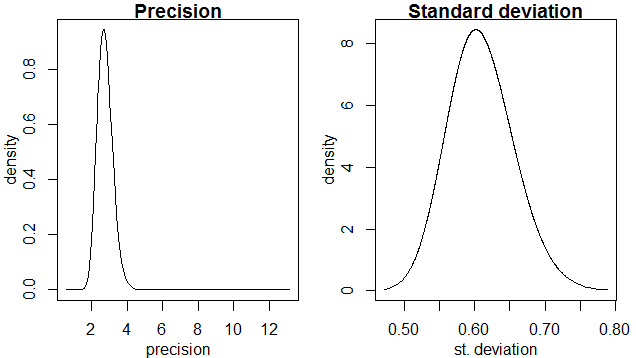 Precision
density
0.0 0.2 0.4 0.6 0.8
2 4 6 8 10 12
precision
Standard deviation
density
0 2 4 6 8
0.50 0.60 0.70 0.80
st. deviation